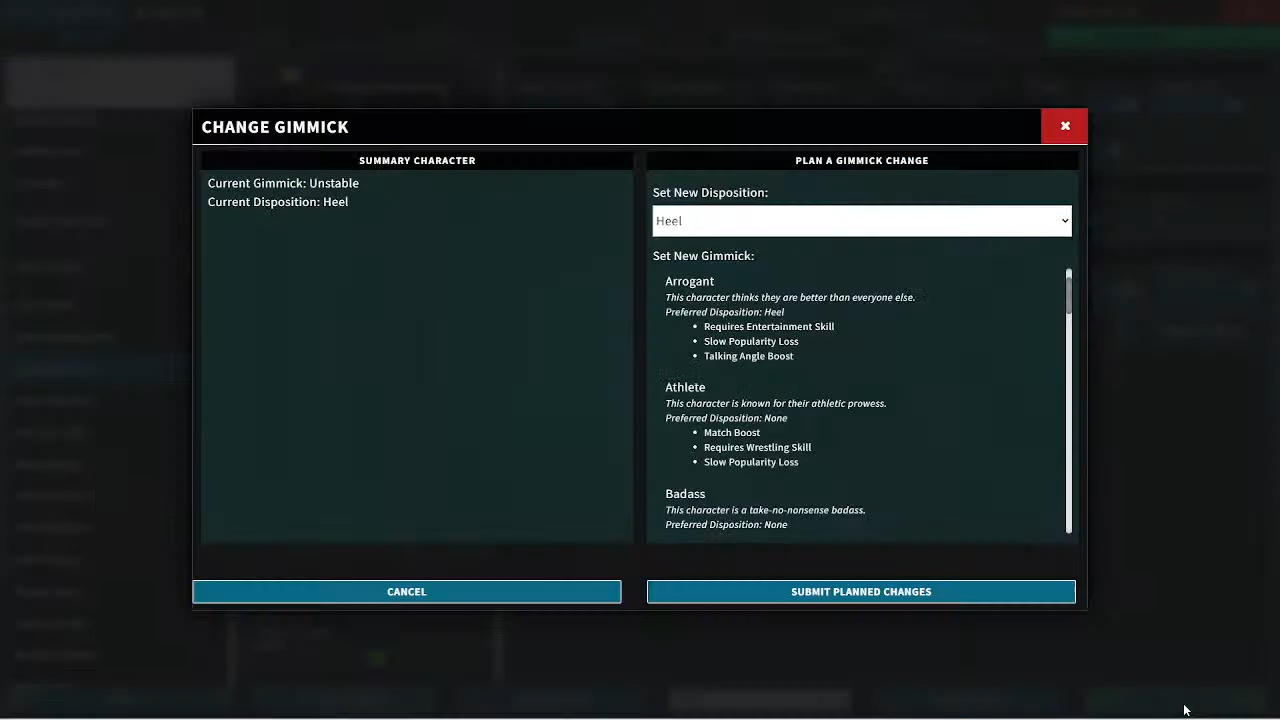 CHANGE GIMMICK
SUMMARY CHARACTER
Current Gimmick: Unstable
Current Disposition: Heel
PLAN A GIMMICK CHANGE
Set New Disposition:
Heel
Set New Gimmick:
Arrogant
This character thinks they are better than everyone else.
Preferred Disposition: Heel
• Requires Entertainment Skill
• Slow Popularity Loss
• Talking Angle Boost
Athlete
This character is known for their athletic prowess.
Preferred Disposition: None
• Match Boost
• Requires Wrestling Skill
• Slow Popularity Loss
Badass
This character is a take-no-nonsense badass.
Preferred Disposition: None
CANCEL
SUBMIT PLANNED CHANGES